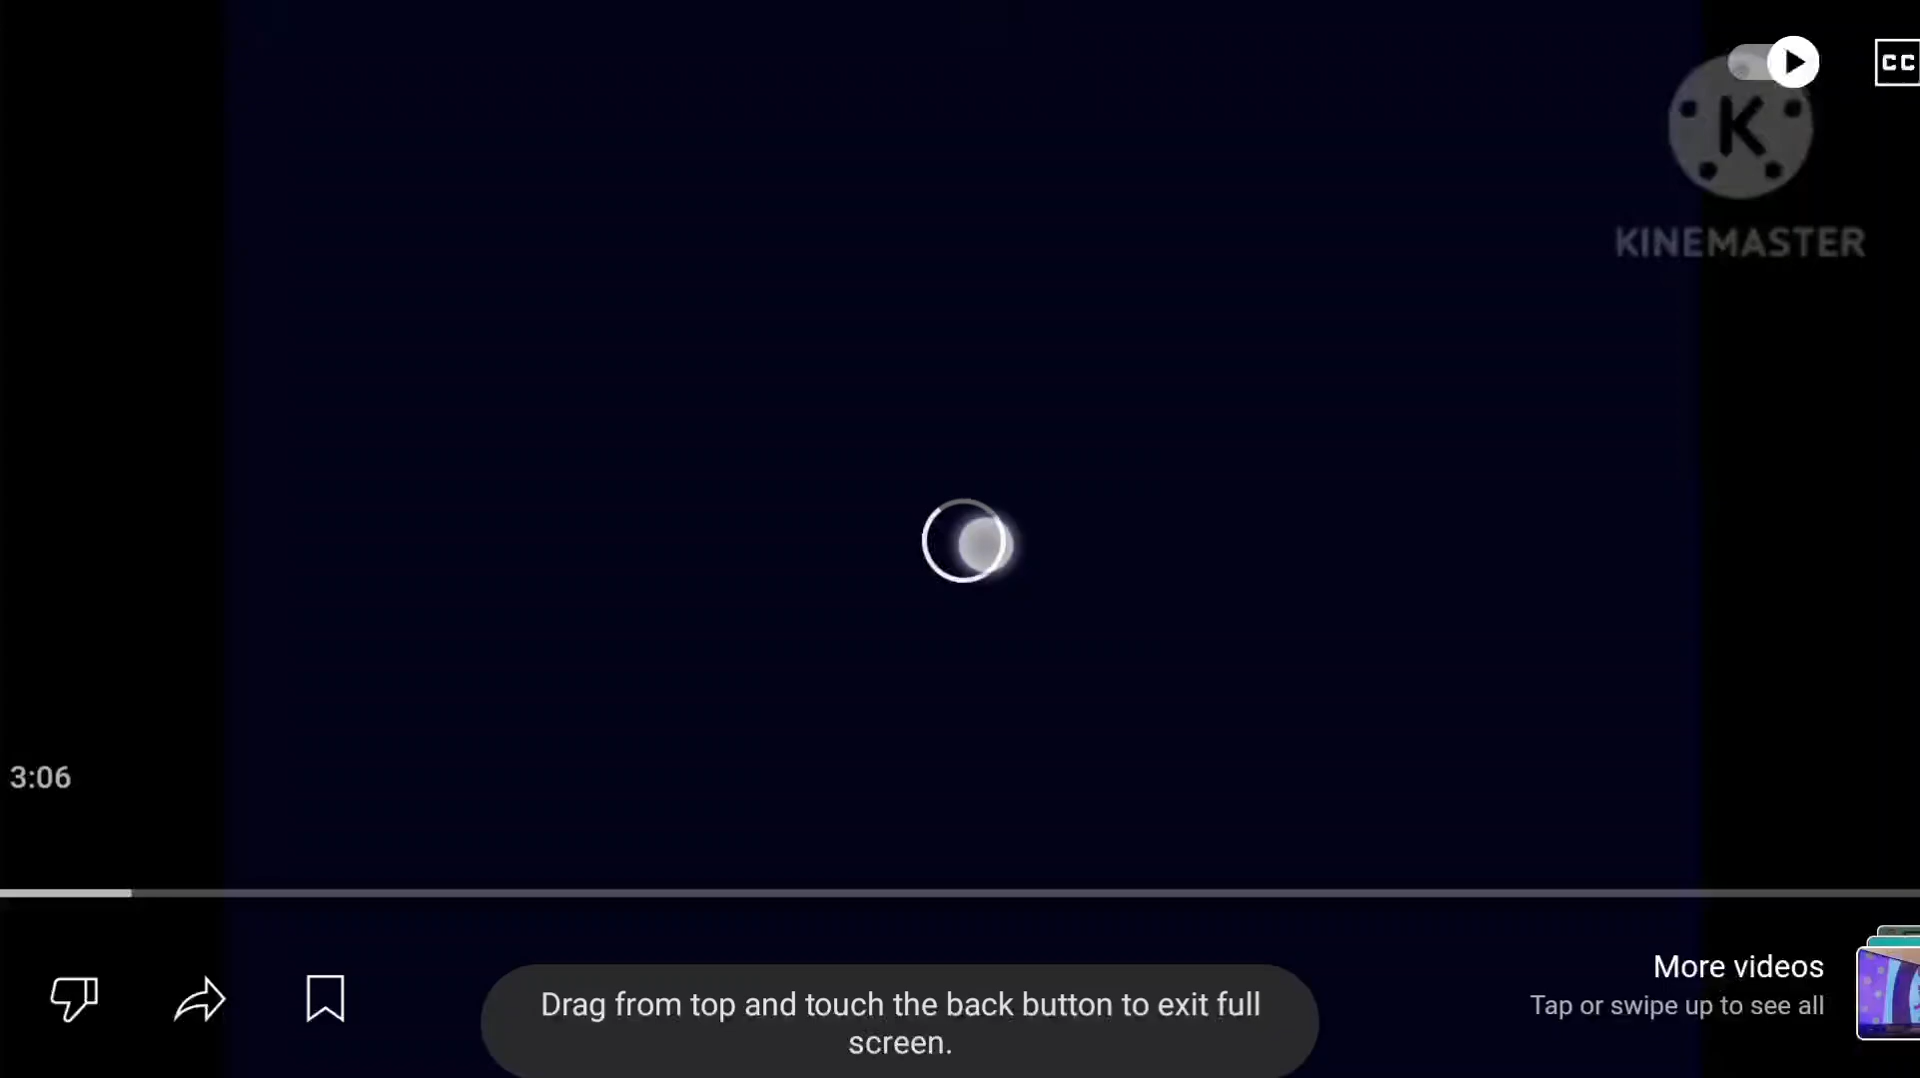 CC
K
KINEMASTER
3:06
More videos
Tap or swipe up to see all
Drag from top and touch the back button to exit full
screen.